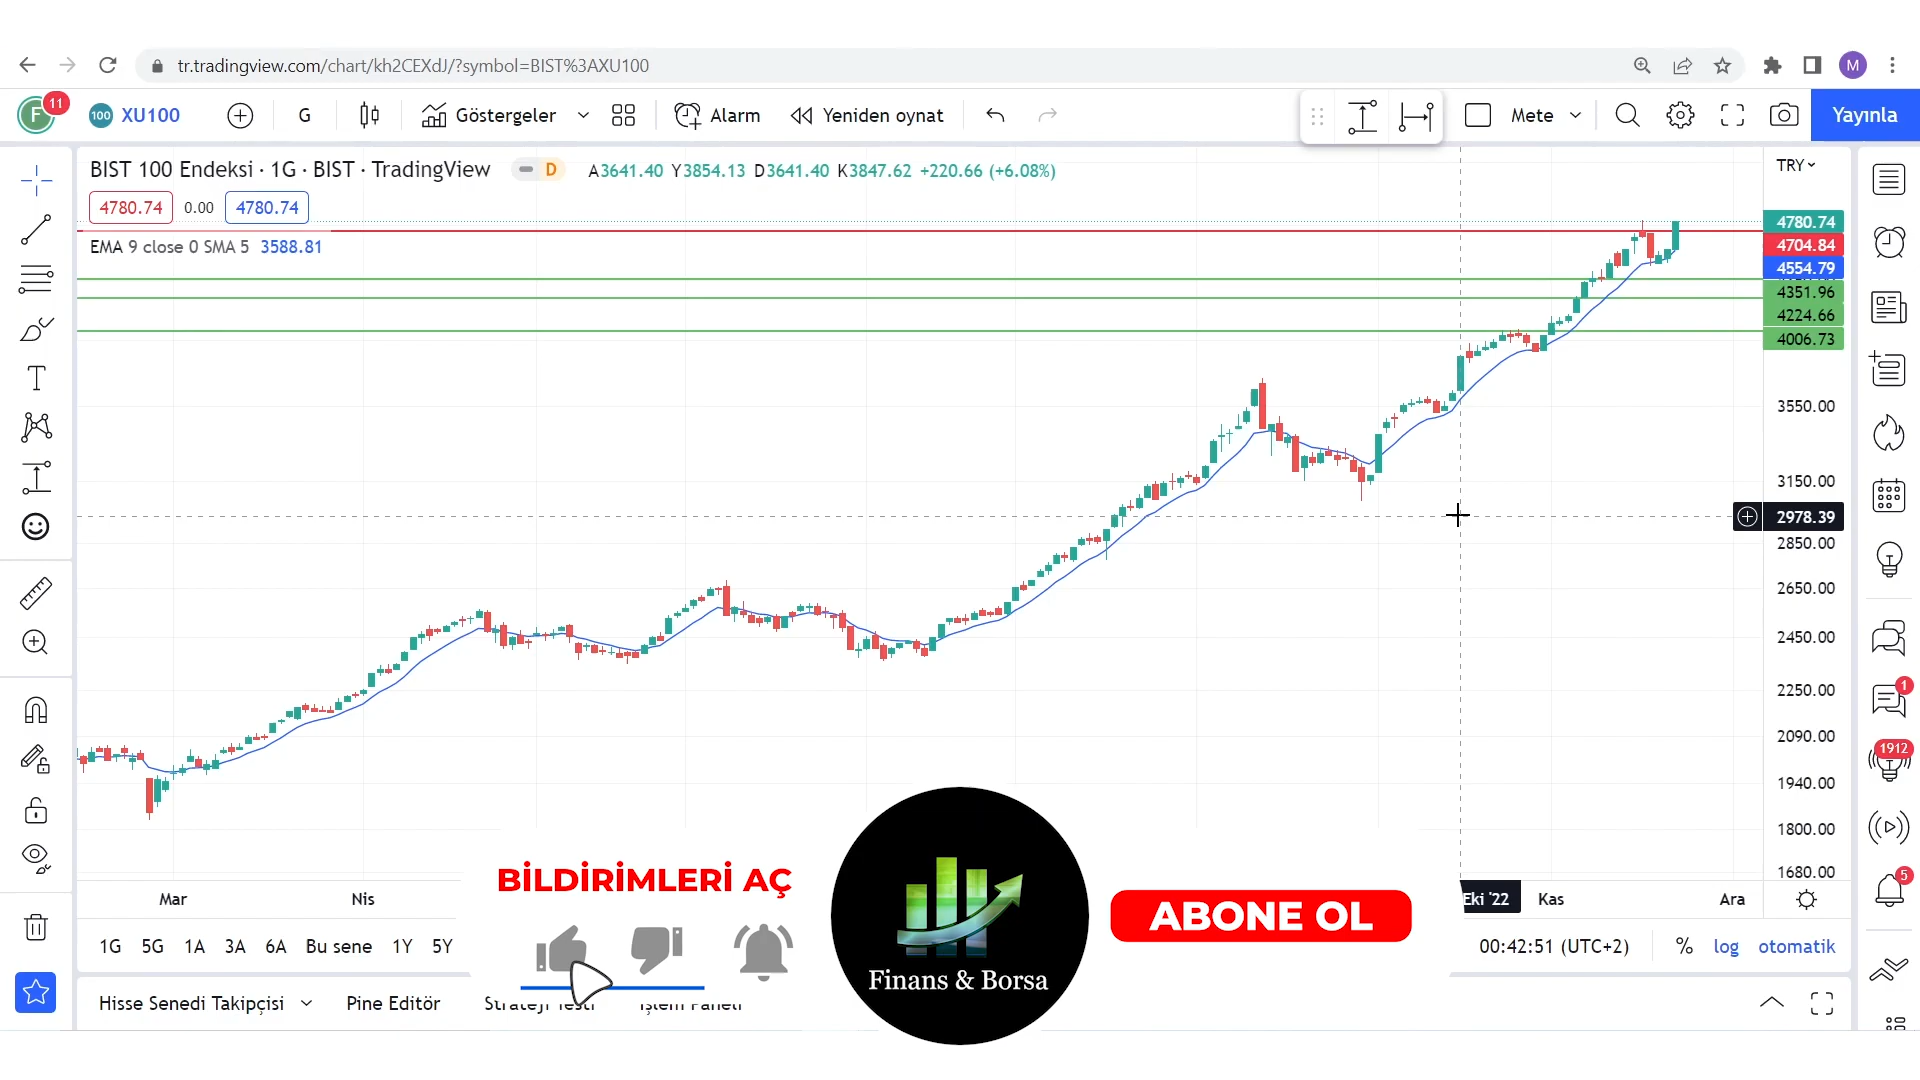 tr.tradingview.com/chart/kh2CEXdJ/?symbol=BIST%3AXU100
M
F 11 100 XU100 G Göstergeler Alarm Yeniden oynat Mete Yayınla
BIST 100 Endeksi · 1G · BIST · TradingView D A3641.40 Y3854.13 D3641.40 K3847.62 +220.66 (+6.08%)
TRY
4780.74 0.00 4780.74
EMA 9 close 0 SMA 5 3588.81
4780.74
4704.84
4554.79
4351.96
4224.66
4006.73
3550.00
3150.00
2978.39
2850.00
2650.00
2450.00
2250.00
2090.00
1940.00
1800.00
1680.00
1
1912
5
Mar Nis Eki '22 Kas Ara
1G 5G 1A 3A 6A Bu sene 1Y 5Y
00:42:51 (UTC+2) % log otomatik
BİLDİRİMLERİ AÇ
Finans & Borsa
ABONE OL
Hisse Senedi Takipçisi Pine Editör Strateji Testi İşlem Paneli